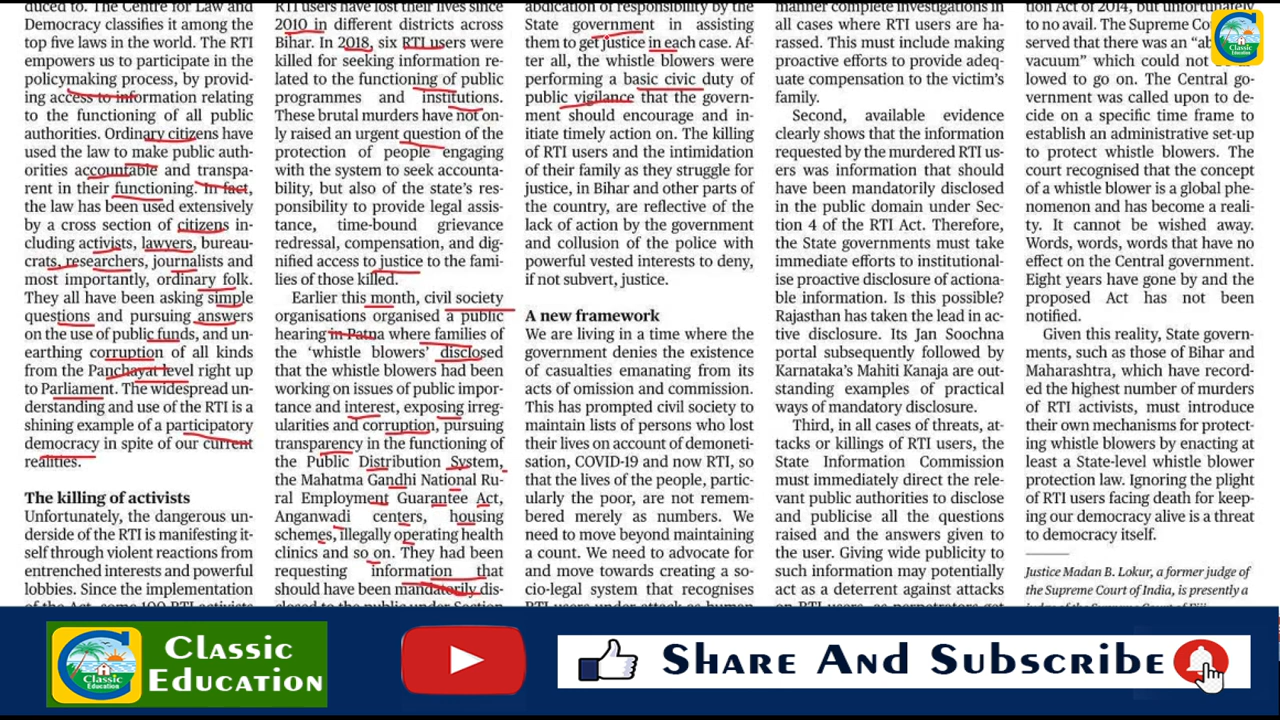 duced to. The Centre for Law and
Democracy classifies it among the
top five laws in the world. The RTI
empowers us to participate in the
policymaking process, by provid-
ing access to information relating
to the functioning of all public
authorities. Ordinary citizens have
used the law to make public auth-
orities accountable and transpa-
rent in their functioning. In fact,
the law has been used extensively
by a cross section of citizens in-
cluding activists, lawyers, bureau-
crats, researchers, journalists and
most importantly, ordinary folk.
They all have been asking simple
questions and pursuing answers
on the use of public funds, and un-
earthing corruption of all kinds
from the Panchayat level right up
to Parliament. The widespread un-
derstanding and use of the RTI is a
shining example of a participatory
democracy in spite of our current
realities.
The killing of activists
Unfortunately, the dangerous un-
derside of the RTI is manifesting it-
self through violent reactions from
entrenched interests and powerful
lobbies. Since the implementation
of the Act, some 100 RTI activists
RTI users have lost their lives since
2010 in different districts across
Bihar. In 2018, six RTI users were
killed for seeking information re-
lated to the functioning of public
programmes and institutions.
These brutal murders have not on-
ly raised an urgent question of the
protection of people engaging
with the system to seek accounta-
bility, but also of the state's res-
ponsibility to provide legal assis-
tance, time-bound grievance
redressal, compensation, and dig-
nified access to justice to the fami-
lies of those killed.
Earlier this month, civil society
organisations organised a public
hearing in Patna where families of
the 'whistle blowers' disclosed
that the whistle blowers had been
working on issues of public impor-
tance and interest, exposing irreg-
ularities and corruption, pursuing
transparency in the functioning of
the Public Distribution System,
the Mahatma Gandhi National Ru-
ral Employment Guarantee Act,
Anganwadi centers, housing
schemes, illegally operating health
clinics and so on. They had been
requesting information that
should have been mandatorily dis-
closed to the public under Section
abdication of responsibility by the
State government in assisting
them to get justice in each case. Af-
ter all, the whistle blowers were
performing a basic civic duty of
public vigilance that the govern-
ment should encourage and in-
itiate timely action on. The killing
of RTI users and the intimidation
of their family as they struggle for
justice, in Bihar and other parts of
the country, are reflective of the
lack of action by the government
and collusion of the police with
powerful vested interests to deny,
if not subvert, justice.
A new framework
We are living in a time where the
government denies the existence
of casualties emanating from its
acts of omission and commission.
This has prompted civil society to
maintain lists of persons who lost
their lives on account of demoneti-
sation, COVID-19 and now RTI, so
that the lives of the people, partic-
ularly the poor, are not remem-
bered merely as numbers. We
need to move beyond maintaining
a count. We need to advocate for
and move towards creating a so-
cio-legal system that recognises
RTI users under attack as human
manner complete investigations in
all cases where RTI users are ha-
rassed. This must include making
proactive efforts to provide adeq-
uate compensation to the victim's
family.
Second, available evidence
clearly shows that the information
requested by the murdered RTI us-
ers was information that should
have been mandatorily disclosed
in the public domain under Sec-
tion 4 of the RTI Act. Therefore,
the State governments must take
immediate efforts to institutional-
ise proactive disclosure of actiona-
ble information. Is this possible?
Rajasthan has taken the lead in ac-
tive disclosure. Its Jan Soochna
portal subsequently followed by
Karnataka's Mahiti Kanaja are out-
standing examples of practical
ways of mandatory disclosure.
Third, in all cases of threats, at-
tacks or killings of RTI users, the
State Information Commission
must immediately direct the rele-
vant public authorities to disclose
and publicise all the questions
raised and the answers given to
the user. Giving wide publicity to
such information may potentially
act as a deterrent against attacks
on RTI users, as perpetrators get
tion Act of 2014, but unfortunately
to no avail. The Supreme Co
served that there was an "ab
vacuum" which could not be
lowed to go on. The Central go-
vernment was called upon to de-
cide on a specific time frame to
establish an administrative set-up
to protect whistle blowers. The
court recognised that the concept
of a whistle blower is a global phe-
nomenon and has become a reali-
ty. It cannot be wished away.
Words, words, words that have no
effect on the Central government.
Eight years have gone by and the
proposed Act has not been
notified.
Given this reality, State govern-
ments, such as those of Bihar and
Maharashtra, which have record-
ed the highest number of murders
of RTI activists, must introduce
their own mechanisms for protect-
ing whistle blowers by enacting at
least a State-level whistle blower
protection law. Ignoring the plight
of RTI users facing death for keep-
ing our democracy alive is a threat
to democracy itself.
Justice Madan B. Lokur, a former judge of
the Supreme Court of India, is presently a
judge of the Supreme Court of Fiji
Classic
Education
Classic
Education
Classic
Education
Share And Subscribe